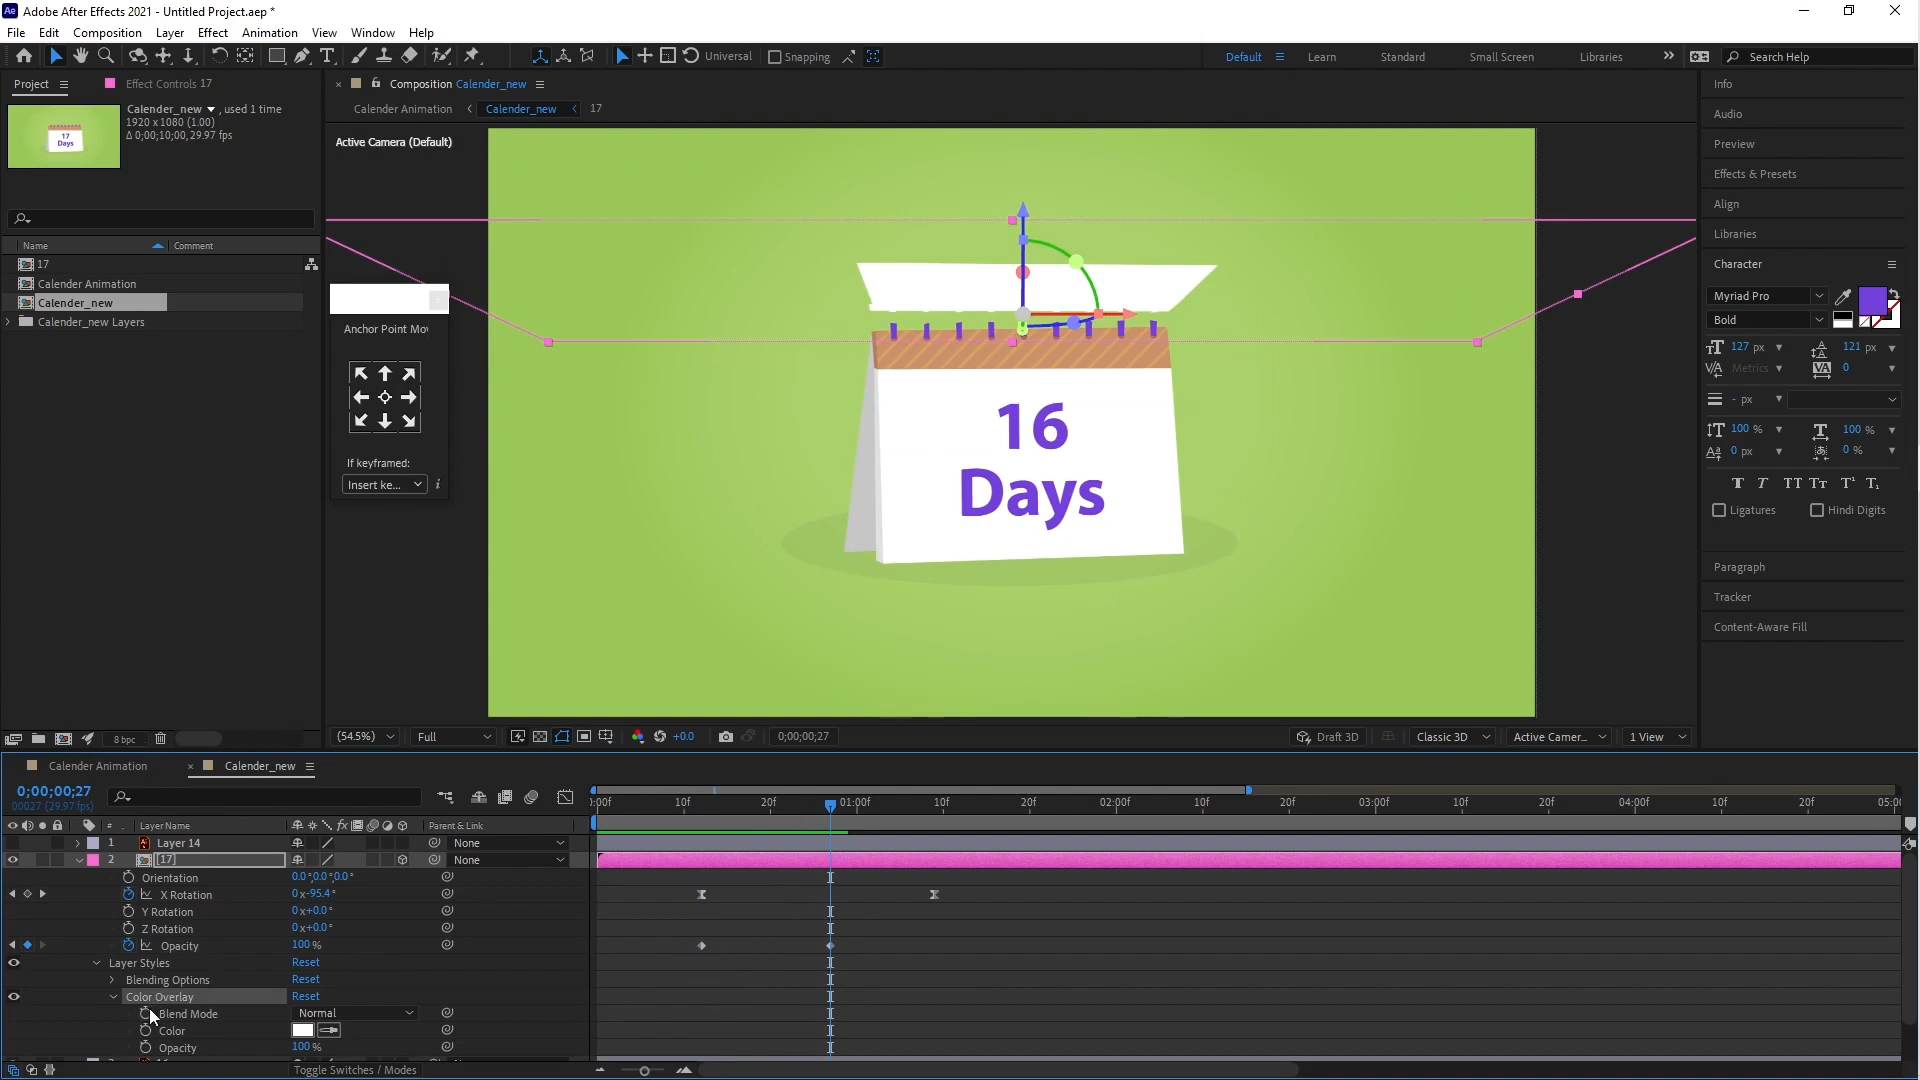 Adobe After Effects 2021 - Untitled Project.aep *
File Edit Composition Layer Effect Animation View Window Help
Universal Snapping Default Learn Standard Small Screen Libraries Search Help
Project Effect Controls 17
Calender_new , used 1 time
1920 x 1080 (1.00)
Δ 0;00;10;00, 29.97 fps
Name Comment
17
Calender Animation
Calender_new
Calender_new Layers
8 bpc
Composition Calender_new
Calender Animation Calender_new 17
Active Camera (Default)
Anchor Point Mov
If keyframed:
Insert ke...
16
Days
(54.5%) Full +0.0 0;00;00;27 Draft 3D Classic 3D Active Camer... 1 View
Info
Audio
Preview
Effects & Presets
Align
Libraries
Character
Myriad Pro
Bold
127 px 121 px
Metrics 0
- px
100 % 100 %
0 px 0 %
Ligatures Hindi Digits
Paragraph
Tracker
Content-Aware Fill
Calender Animation Calender_new
0;00;00;27
00027 (29.97 fps)
:00f 10f 20f 01:00f 10f 20f 02:00f 10f 20f 03:00f 10f 20f 04:00f 10f 20f 05:0(
# Layer Name Parent & Link
1 Layer 14 None
2 [17] None
Orientation 0.0°,0.0°,0.0°
X Rotation 0x-95.4°
Y Rotation 0x+0.0°
Z Rotation 0x+0.0°
Opacity 100 %
Layer Styles Reset
Blending Options Reset
Color Overlay Reset
Blend Mode Normal
Color
Opacity 100 %
Toggle Switches / Modes